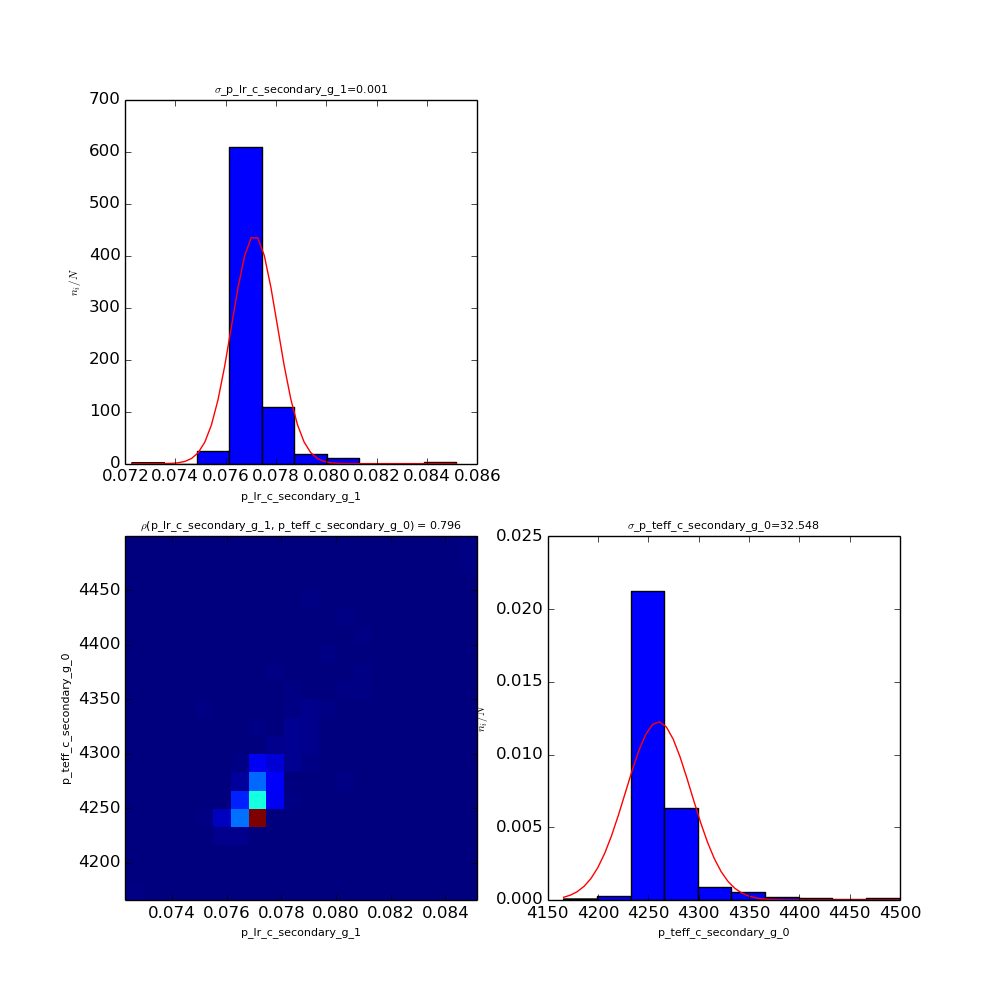 σ_p_lr_c_secondary_g_1=0.001
700
600
500
400
300
200
100
0
n_i/N
0.072 0.074 0.076 0.078 0.080 0.082 0.084 0.086
p_lr_c_secondary_g_1
ρ(p_lr_c_secondary_g_1, p_teff_c_secondary_g_0) = 0.796
4450
4400
4350
4300
4250
4200
p_teff_c_secondary_g_0
0.074 0.076 0.078 0.080 0.082 0.084
p_lr_c_secondary_g_1
σ_p_teff_c_secondary_g_0=32.548
0.025
0.020
0.015
0.010
0.005
0.000
n_i/N
4150 4200 4250 4300 4350 4400 4450 4500
p_teff_c_secondary_g_0